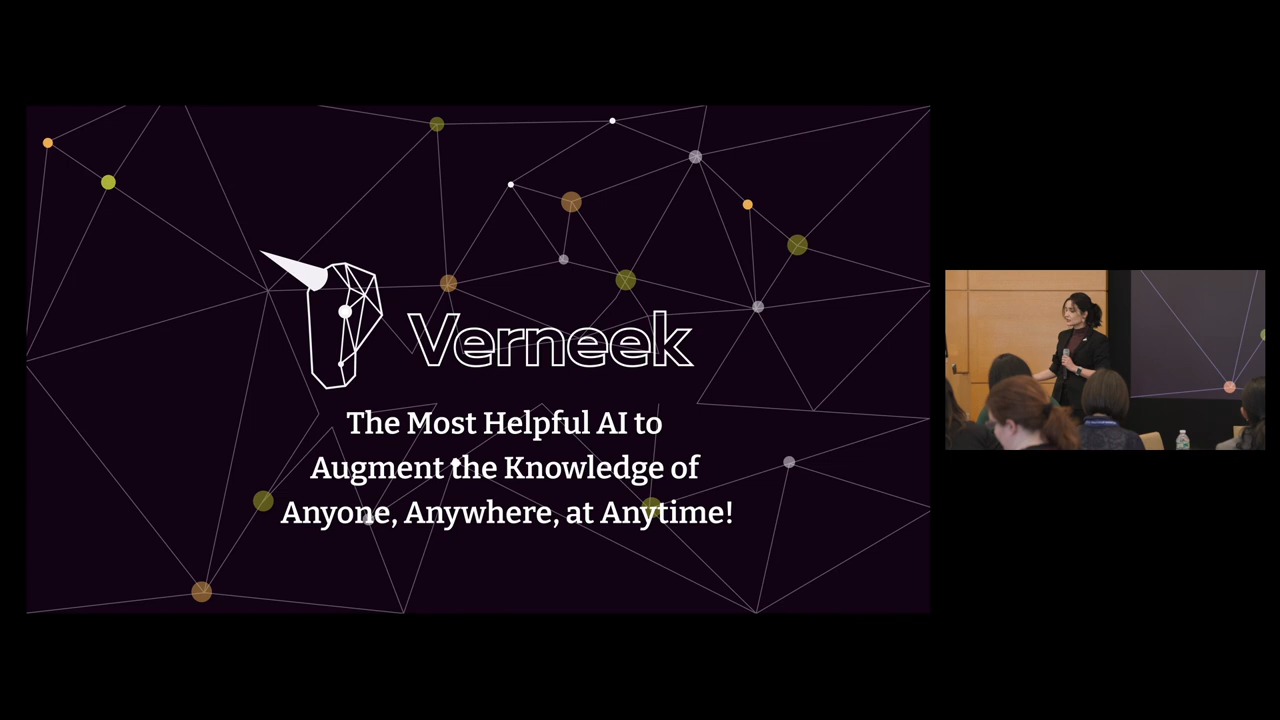 Verneek
The Most Helpful AI to
Augment the Knowledge of
Anyone, Anywhere, at Anytime!